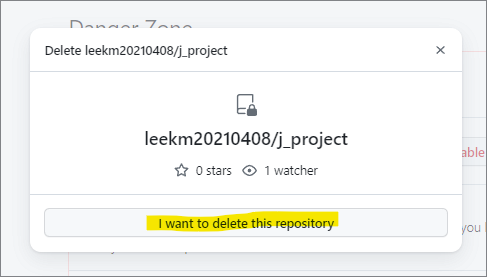 Danger Zone
Delete leekm20210408/j_project
leekm20210408/j_project
0 stars 1 watcher
able
I want to delete this repository
you